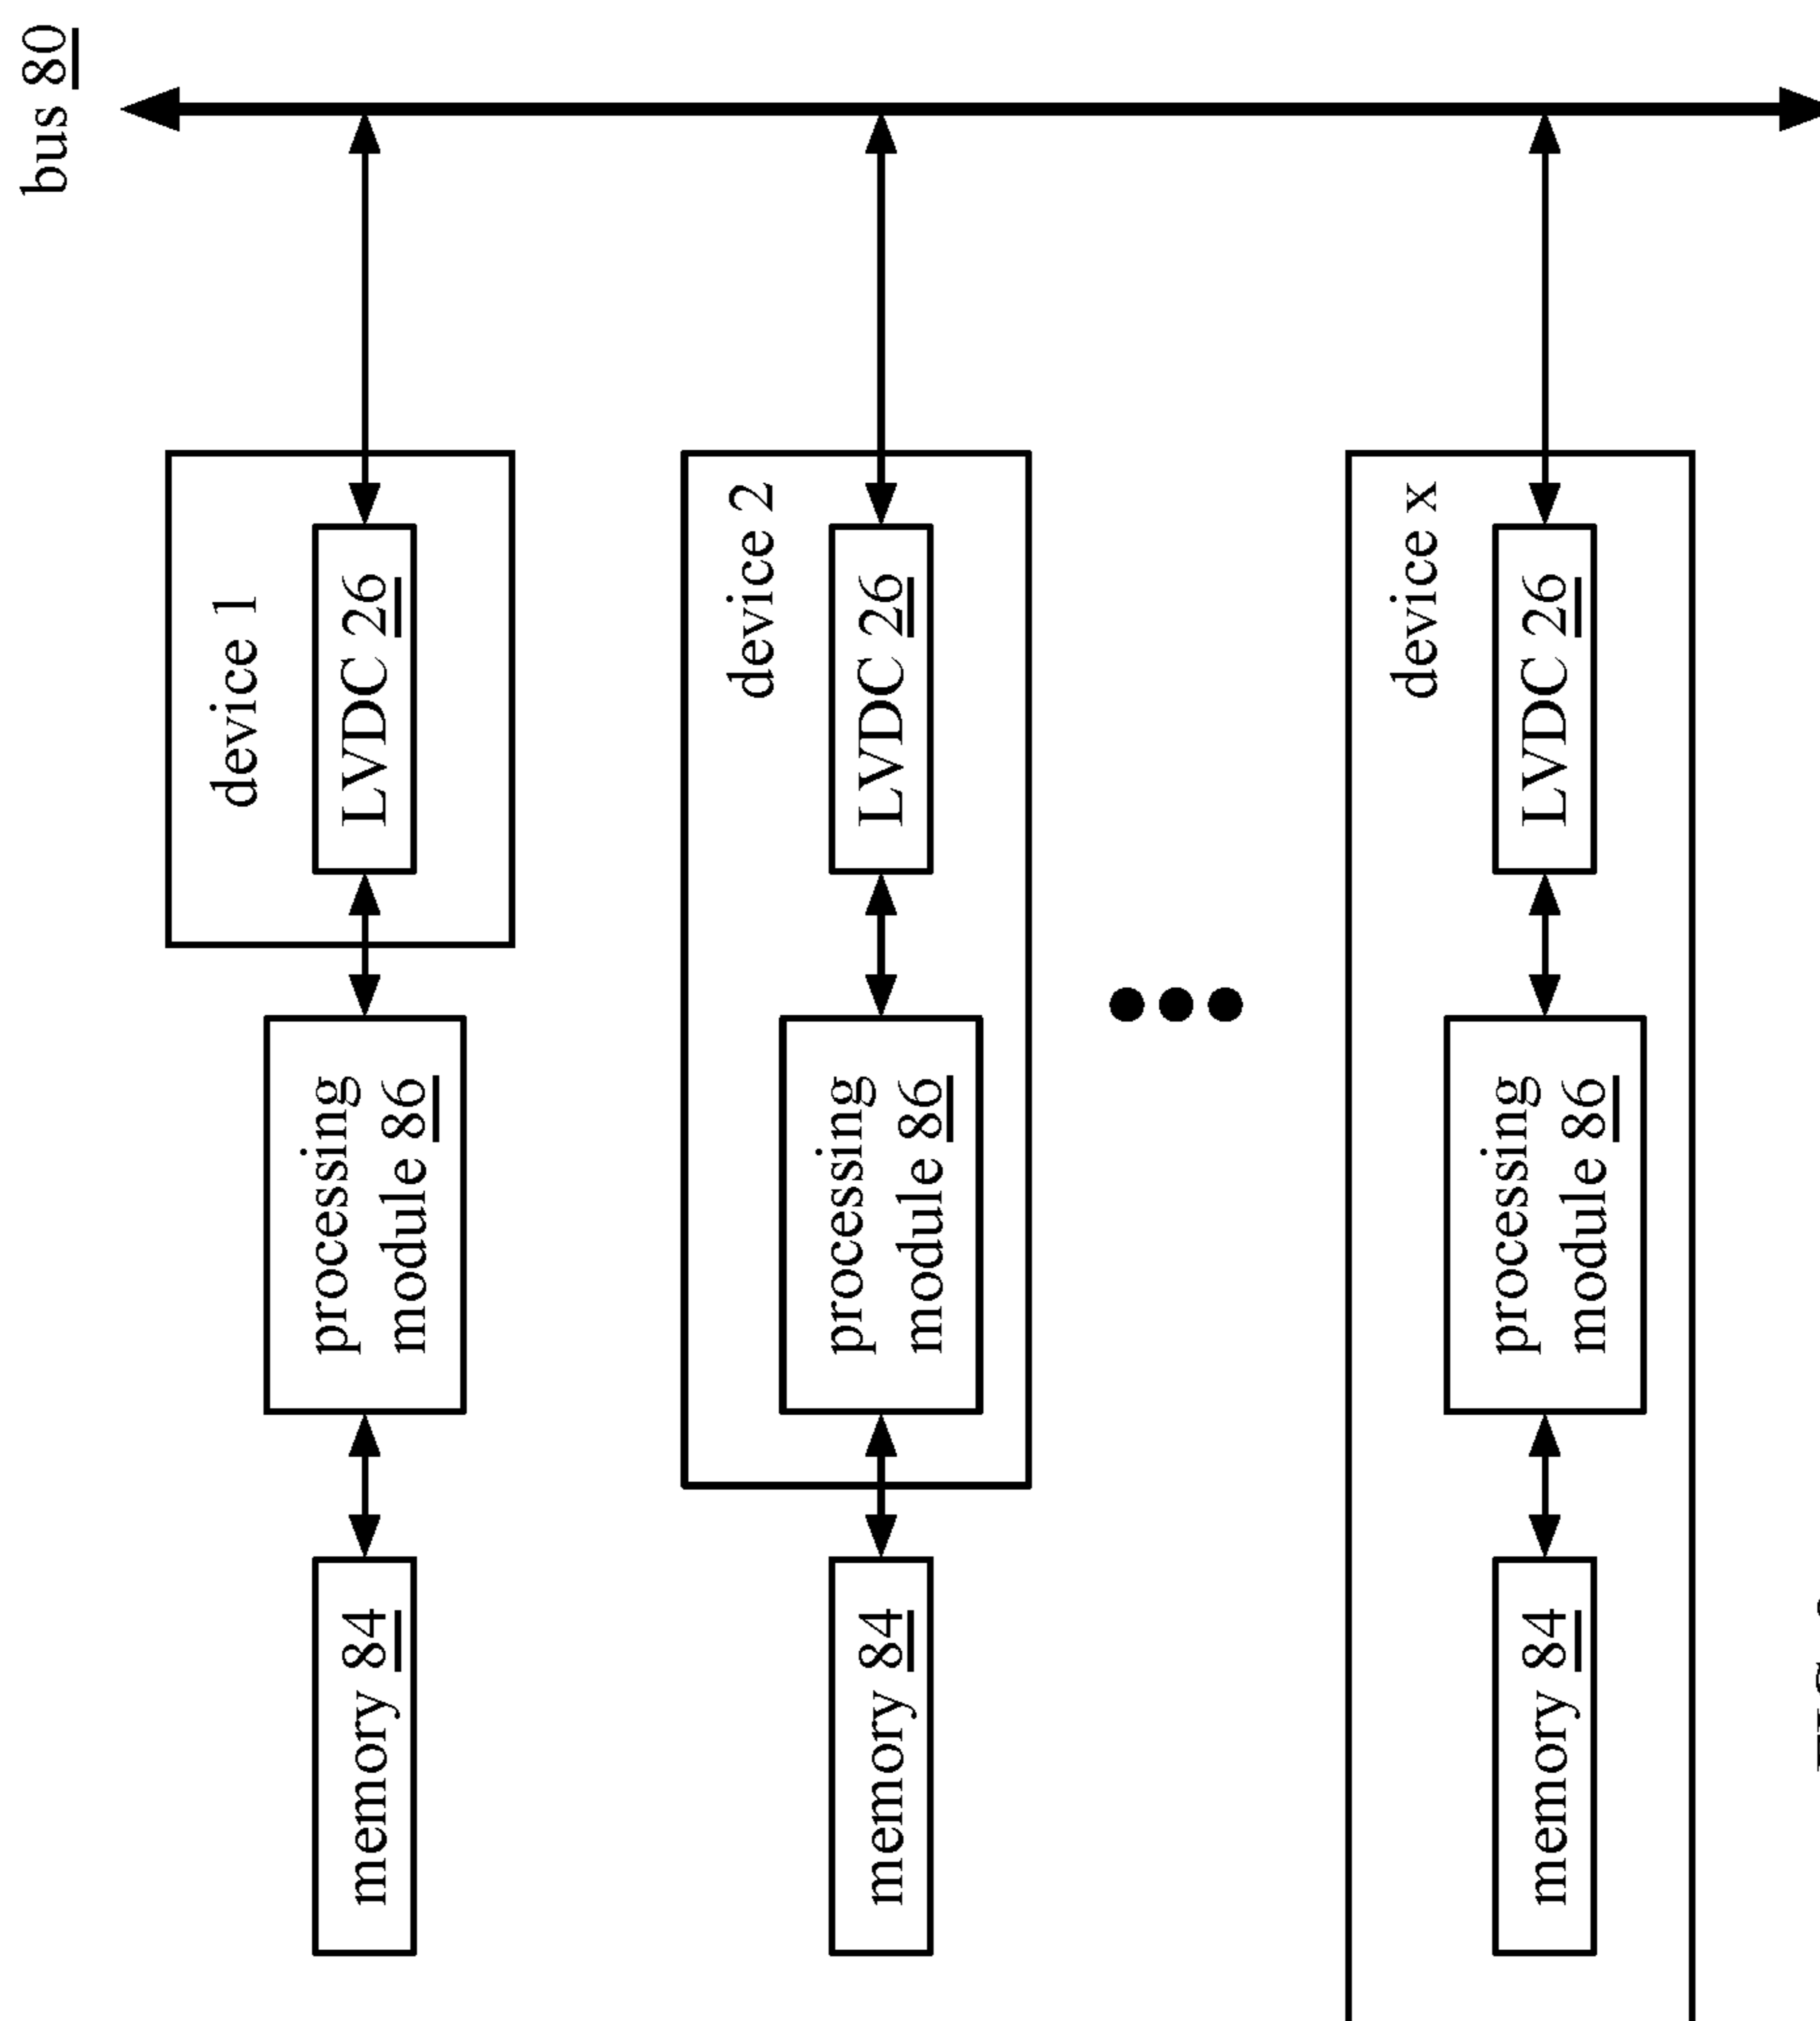 bus 80
device 1
LVDC 26
processing
module 86
memory 84
device 2
LVDC 26
processing
module 86
memory 84
device x
LVDC 26
processing
module 86
memory 84